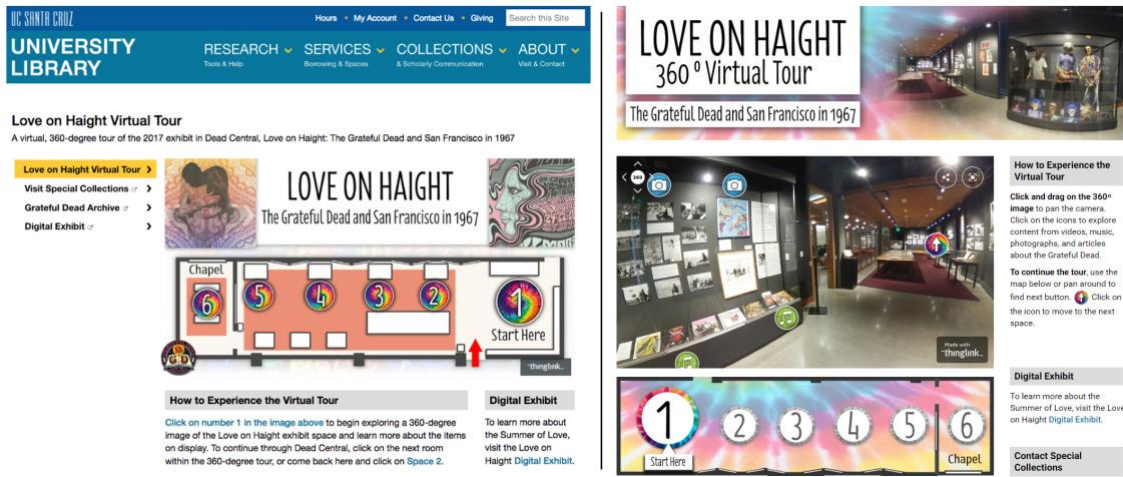 UC SANTA CRUZ
Hours • My Account • Contact Us • Giving
Search this Site
UNIVERSITY
LIBRARY
RESEARCH
Tools & Help
SERVICES
Borrowing & Spaces
COLLECTIONS
& Scholarly Communication
ABOUT
Visit & Contact
Love on Haight Virtual Tour
A virtual, 360-degree tour of the 2017 exhibit in Dead Central, Love on Haight: The Grateful Dead and San Francisco in 1967
Love on Haight Virtual Tour
Visit Special Collections
Grateful Dead Archive
Digital Exhibit
LOVE ON HAIGHT
The Grateful Dead and San Francisco in 1967
Chapel
6
5
4
3
2
1
Start Here
GD
thinglink..
How to Experience the Virtual Tour
Click on number 1 in the image above to begin exploring a 360-degree
image of the Love on Haight exhibit space and learn more about the items
on display. To continue through Dead Central, click on the next room
within the 360-degree tour, or come back here and click on Space 2.
Digital Exhibit
To learn more about
the Summer of Love,
visit the Love on
Haight Digital Exhibit.
LOVE ON HAIGHT
360 º Virtual Tour
The Grateful Dead and San Francisco in 1967
360
Made with
thinglink..
How to Experience the
Virtual Tour
Click and drag on the 360º
image to pan the camera.
Click on the icons to explore
content from videos, music,
photographs, and articles
about the Grateful Dead.
To continue the tour, use the
map below or pan around to
find next button. Click on
the icon to move to the next
space.
1
Start Here
2
3
4
5
6
Chapel
Digital Exhibit
To learn more about the
Summer of Love, visit the Love
on Haight Digital Exhibit.
Contact Special
Collections